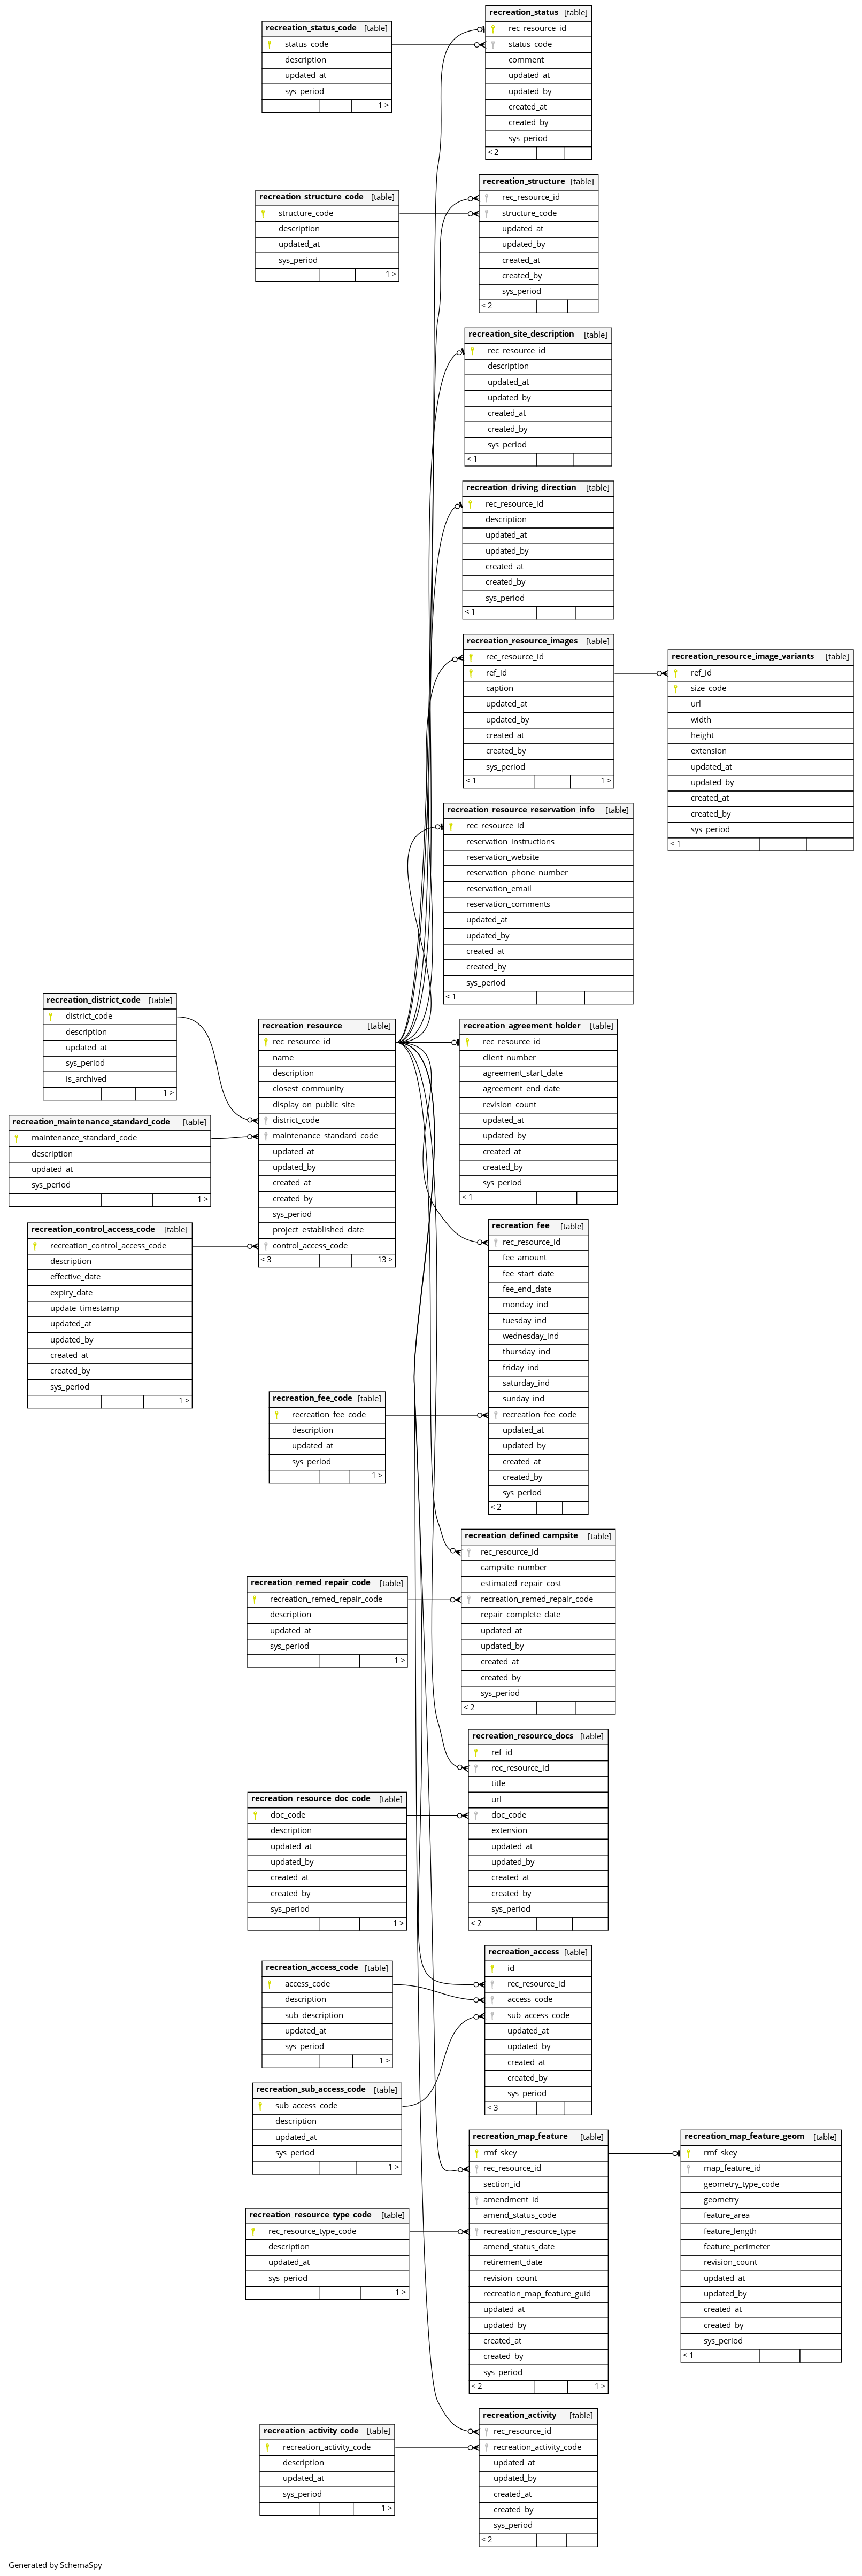 recreation_status [table]
rec_resource_id
status_code
comment
updated_at
updated_by
created_at
created_by
sys_period
< 2
recreation_status_code [table]
status_code
description
updated_at
sys_period
1 >
recreation_structure [table]
rec_resource_id
structure_code
updated_at
updated_by
created_at
created_by
sys_period
< 2
recreation_structure_code [table]
structure_code
description
updated_at
sys_period
1 >
recreation_site_description [table]
rec_resource_id
description
updated_at
updated_by
created_at
created_by
sys_period
< 1
recreation_driving_direction [table]
rec_resource_id
description
updated_at
updated_by
created_at
created_by
sys_period
< 1
recreation_resource_images [table]
rec_resource_id
ref_id
caption
updated_at
updated_by
created_at
created_by
sys_period
< 1 1 >
recreation_resource_image_variants [table]
ref_id
size_code
url
width
height
extension
updated_at
updated_by
created_at
created_by
sys_period
< 1
recreation_resource_reservation_info [table]
rec_resource_id
reservation_instructions
reservation_website
reservation_phone_number
reservation_email
reservation_comments
updated_at
updated_by
created_at
created_by
sys_period
< 1
recreation_district_code [table]
district_code
description
updated_at
sys_period
is_archived
1 >
recreation_maintenance_standard_code [table]
maintenance_standard_code
description
updated_at
sys_period
1 >
recreation_control_access_code [table]
recreation_control_access_code
description
effective_date
expiry_date
update_timestamp
updated_at
updated_by
created_at
created_by
sys_period
1 >
recreation_resource [table]
rec_resource_id
name
description
closest_community
display_on_public_site
district_code
maintenance_standard_code
updated_at
updated_by
created_at
created_by
sys_period
project_established_date
control_access_code
< 3 13 >
recreation_agreement_holder [table]
rec_resource_id
client_number
agreement_start_date
agreement_end_date
revision_count
updated_at
updated_by
created_at
created_by
sys_period
< 1
recreation_fee [table]
rec_resource_id
fee_amount
fee_start_date
fee_end_date
monday_ind
tuesday_ind
wednesday_ind
thursday_ind
friday_ind
saturday_ind
sunday_ind
recreation_fee_code
updated_at
updated_by
created_at
created_by
sys_period
< 2
recreation_fee_code [table]
recreation_fee_code
description
updated_at
sys_period
1 >
recreation_defined_campsite [table]
rec_resource_id
campsite_number
estimated_repair_cost
recreation_remed_repair_code
repair_complete_date
updated_at
updated_by
created_at
created_by
sys_period
< 2
recreation_remed_repair_code [table]
recreation_remed_repair_code
description
updated_at
sys_period
1 >
recreation_resource_docs [table]
ref_id
rec_resource_id
title
url
doc_code
extension
updated_at
updated_by
created_at
created_by
sys_period
< 2
recreation_resource_doc_code [table]
doc_code
description
updated_at
updated_by
created_at
created_by
sys_period
1 >
recreation_access [table]
id
rec_resource_id
access_code
sub_access_code
updated_at
updated_by
created_at
created_by
sys_period
< 3
recreation_access_code [table]
access_code
description
sub_description
updated_at
sys_period
1 >
recreation_sub_access_code [table]
sub_access_code
description
updated_at
sys_period
1 >
recreation_map_feature [table]
rmf_skey
rec_resource_id
section_id
amendment_id
amend_status_code
recreation_resource_type
amend_status_date
retirement_date
revision_count
recreation_map_feature_guid
updated_at
updated_by
created_at
created_by
sys_period
< 2 1 >
recreation_map_feature_geom [table]
rmf_skey
map_feature_id
geometry_type_code
geometry
feature_area
feature_length
feature_perimeter
revision_count
updated_at
updated_by
created_at
created_by
sys_period
< 1
recreation_resource_type_code [table]
rec_resource_type_code
description
updated_at
sys_period
1 >
recreation_activity [table]
rec_resource_id
recreation_activity_code
updated_at
updated_by
created_at
created_by
sys_period
< 2
recreation_activity_code [table]
recreation_activity_code
description
updated_at
sys_period
1 >
Generated by SchemaSpy